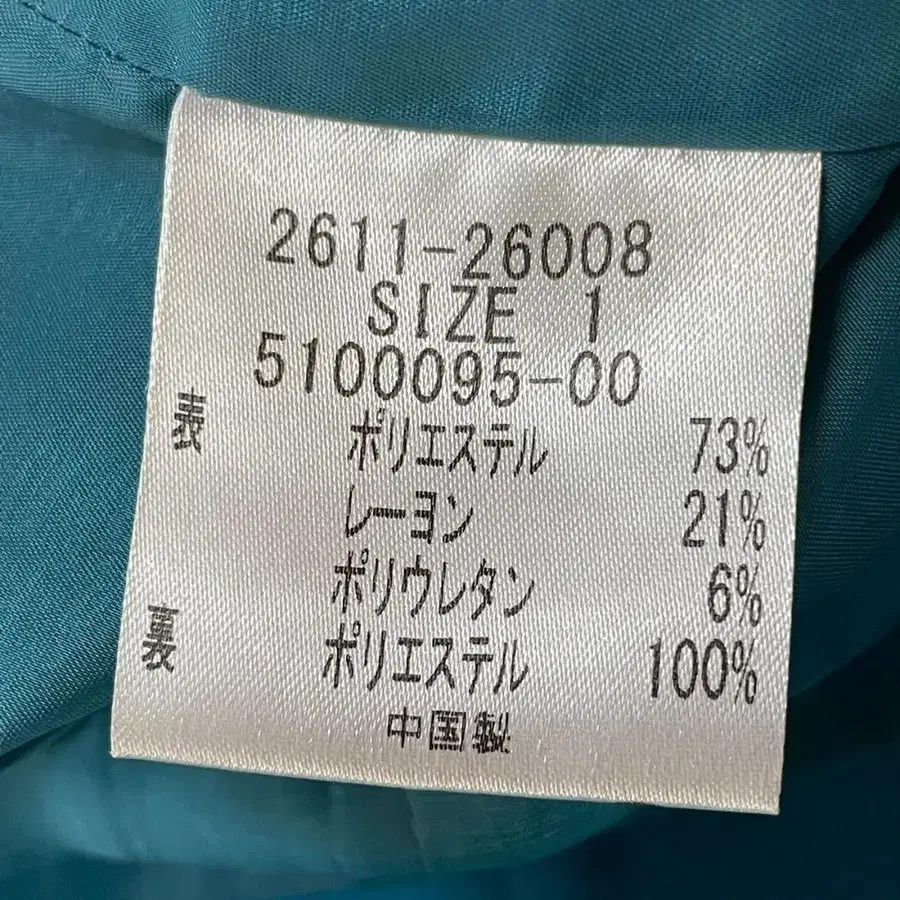 2611-26008
SIZE 1
5100095-00
表 ポリエステル 73%
レーヨン 21%
ポリウレタン 6%
裏 ポリエステル 100%
中国製